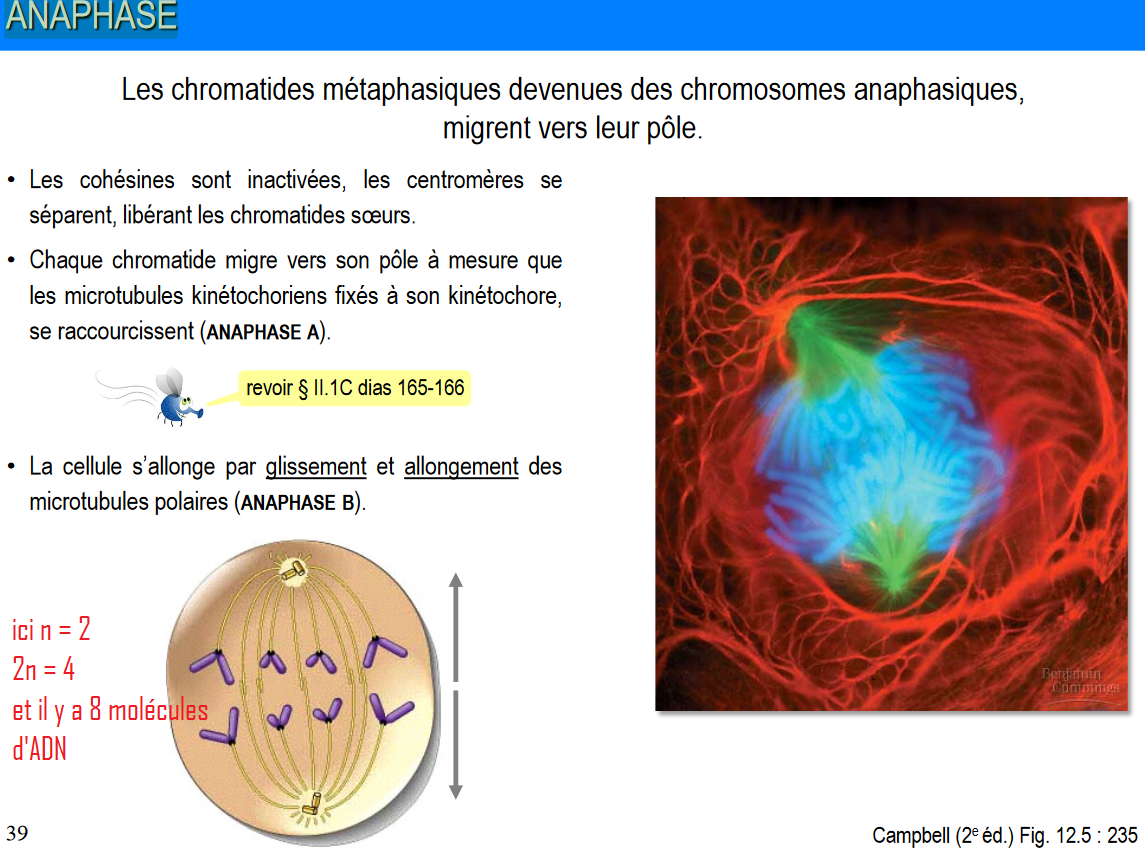 ANAPHASE
Les chromatides métaphasiques devenues des chromosomes anaphasiques,
migrent vers leur pôle.
• Les cohésines sont inactivées, les centromères se
séparent, libérant les chromatides sœurs.
• Chaque chromatide migre vers son pôle à mesure que
les microtubules kinétochoriens fixés à son kinétochore,
se raccourcissent (ANAPHASE A).
revoir § II.1C dias 165-166
• La cellule s’allonge par glissement et allongement des
microtubules polaires (ANAPHASE B).
ici n = 2
2n = 4
et il y a 8 molécules
d'ADN
Benjamin
Cummings
39
Campbell (2e éd.) Fig. 12.5 : 235